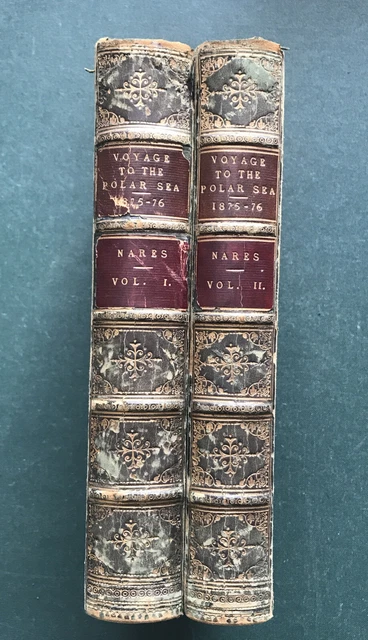 VOYAGE
TO THE
POLAR SEA
1875-76
NARES
VOL. I.
VOYAGE
TO THE
POLAR SEA
1875-76
NARES
VOL. II.